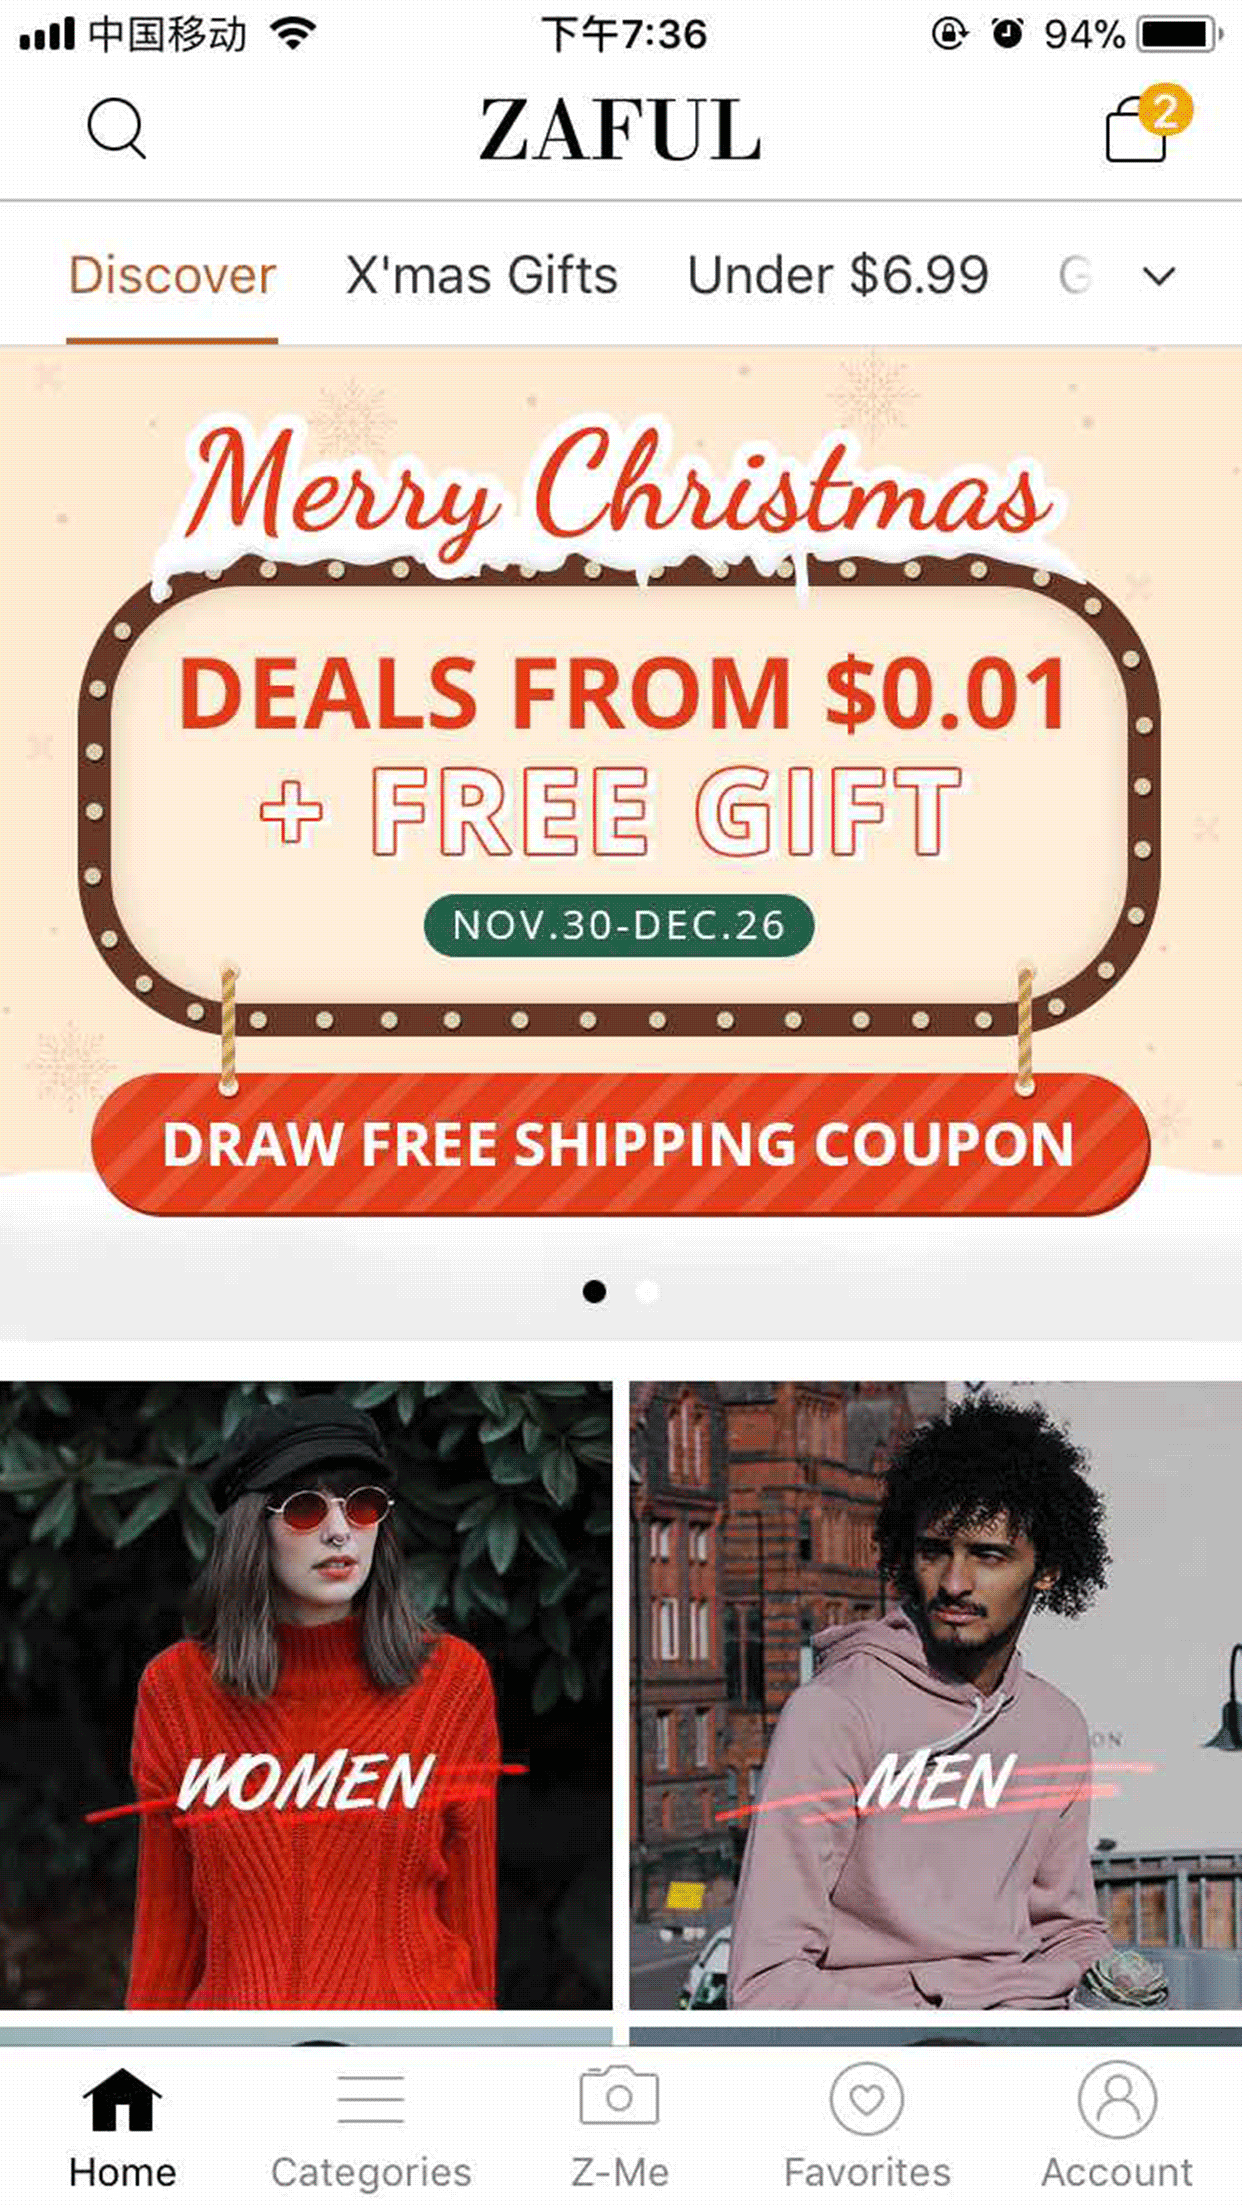 中国移动 下午7:36 94%
ZAFUL 2
Discover X'mas Gifts Under $6.99 G
Merry Christmas
DEALS FROM $0.01
+ FREE GIFT
NOV.30-DEC.26
DRAW FREE SHIPPING COUPON
WOMEN MEN
Home Categories Z-Me Favorites Account